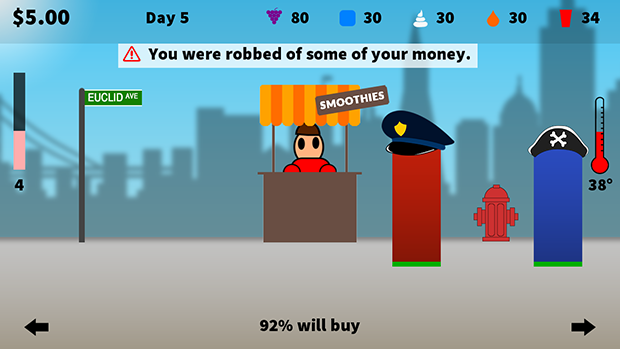 $5.00 Day 5 80 30 30 30 34
You were robbed of some of your money.
EUCLID AVE
SMOOTHIES
4
38°
92% will buy